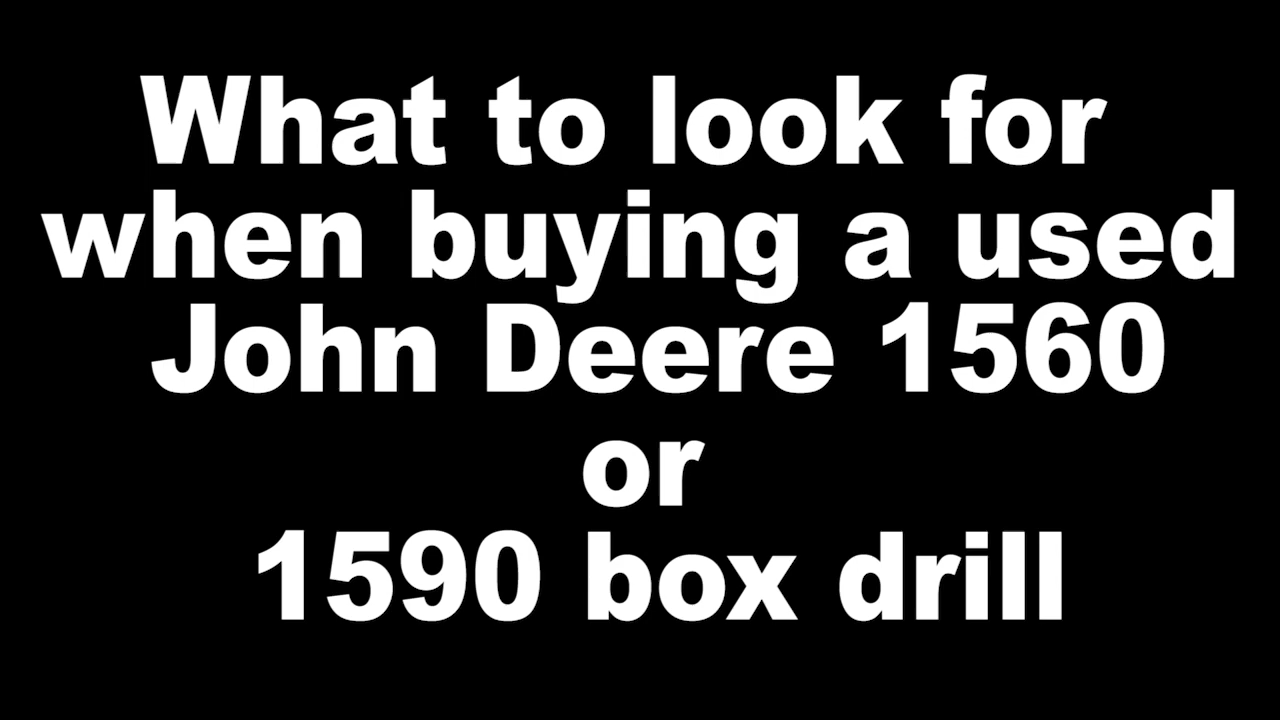 What to look for
when buying a used
John Deere 1560
or
1590 box drill